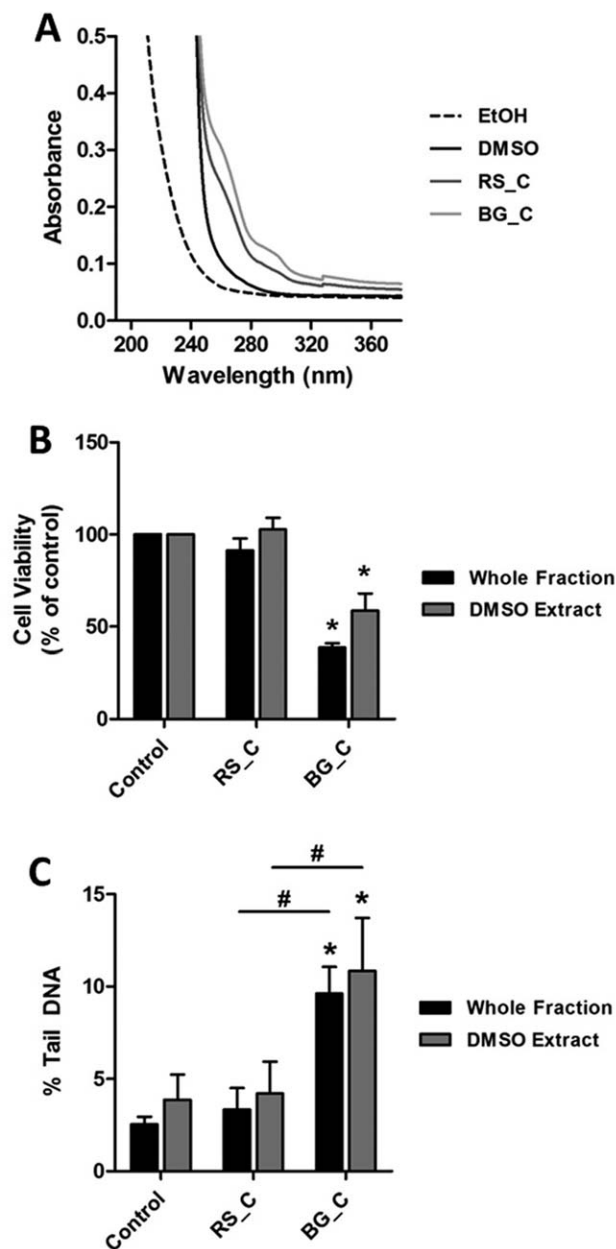 A
Absorbance
0.5
0.4
0.3
0.2
0.1
0.0
200 240 280 320 360
Wavelength (nm)
EtOH
DMSO
RS_C
BG_C
B
Cell Viability
(% of control)
150
100
50
0
* *
Control RS_C BG_C
Whole Fraction
DMSO Extract
C
% Tail DNA
15
10
5
0
#
#
* *
Control RS_C BG_C
Whole Fraction
DMSO Extract